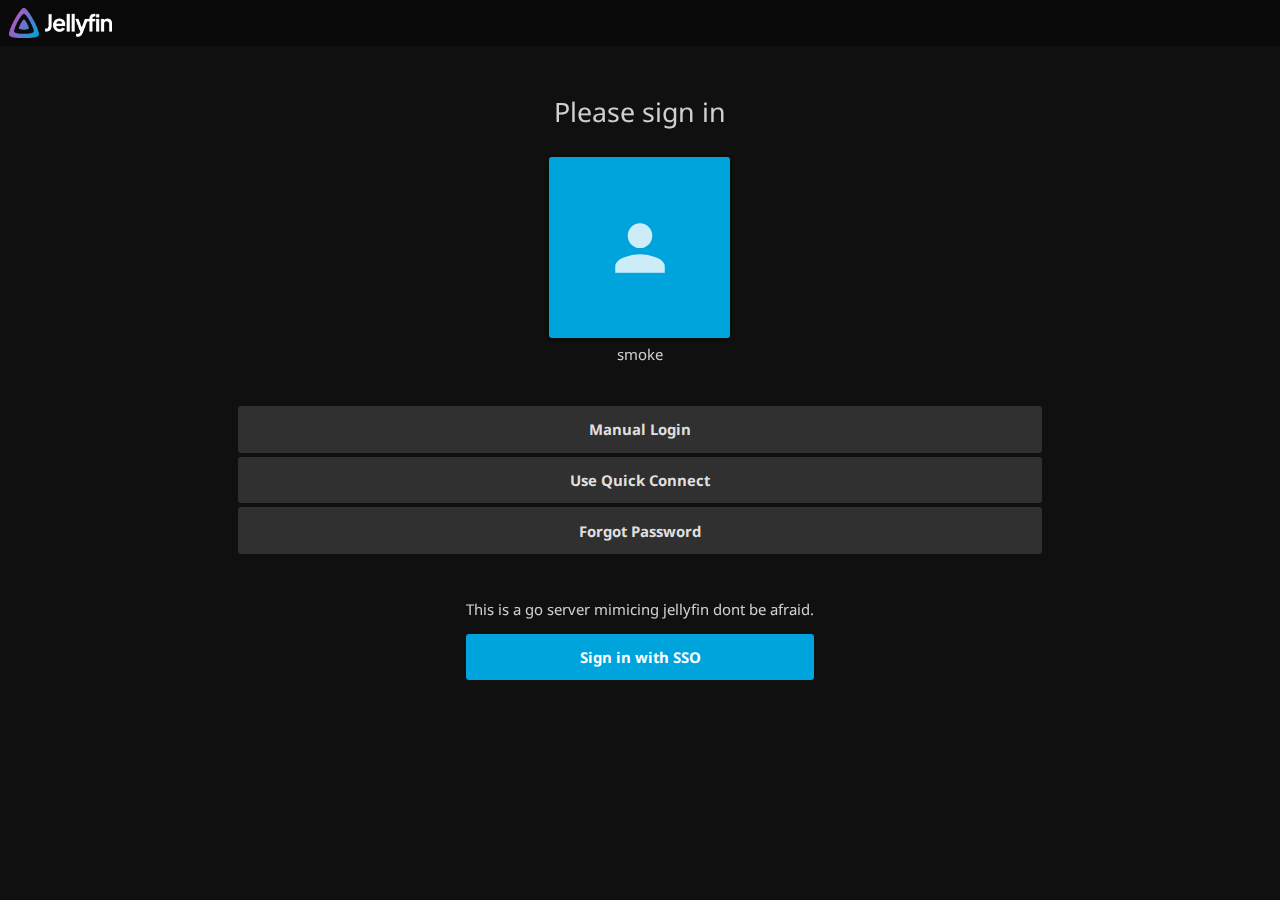 Jellyfin
Please sign in
smoke
Manual Login
Use Quick Connect
Forgot Password
This is a go server mimicing jellyfin dont be afraid.
Sign in with SSO